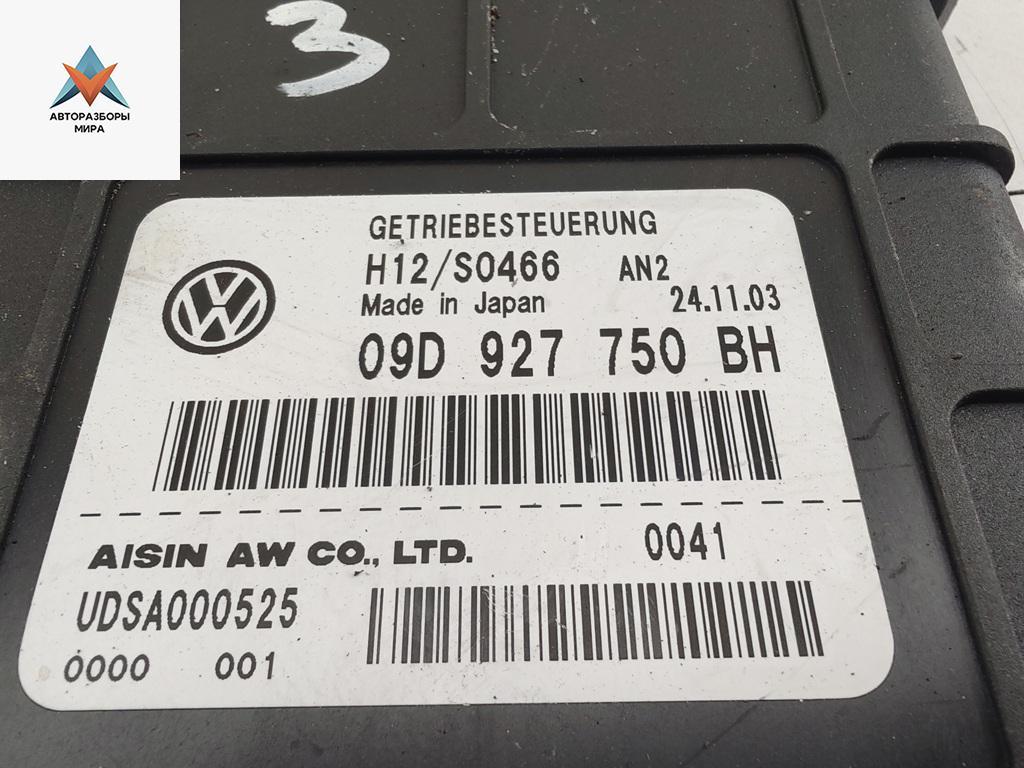 3
АВТОРАЗБОРЫ
МИРА
GETRIEBESTEUERUNG
H12/S0466 AN2
Made in Japan 24.11.03
09D 927 750 BH
AISIN AW CO., LTD. 0041
UDSA000525
0000 001